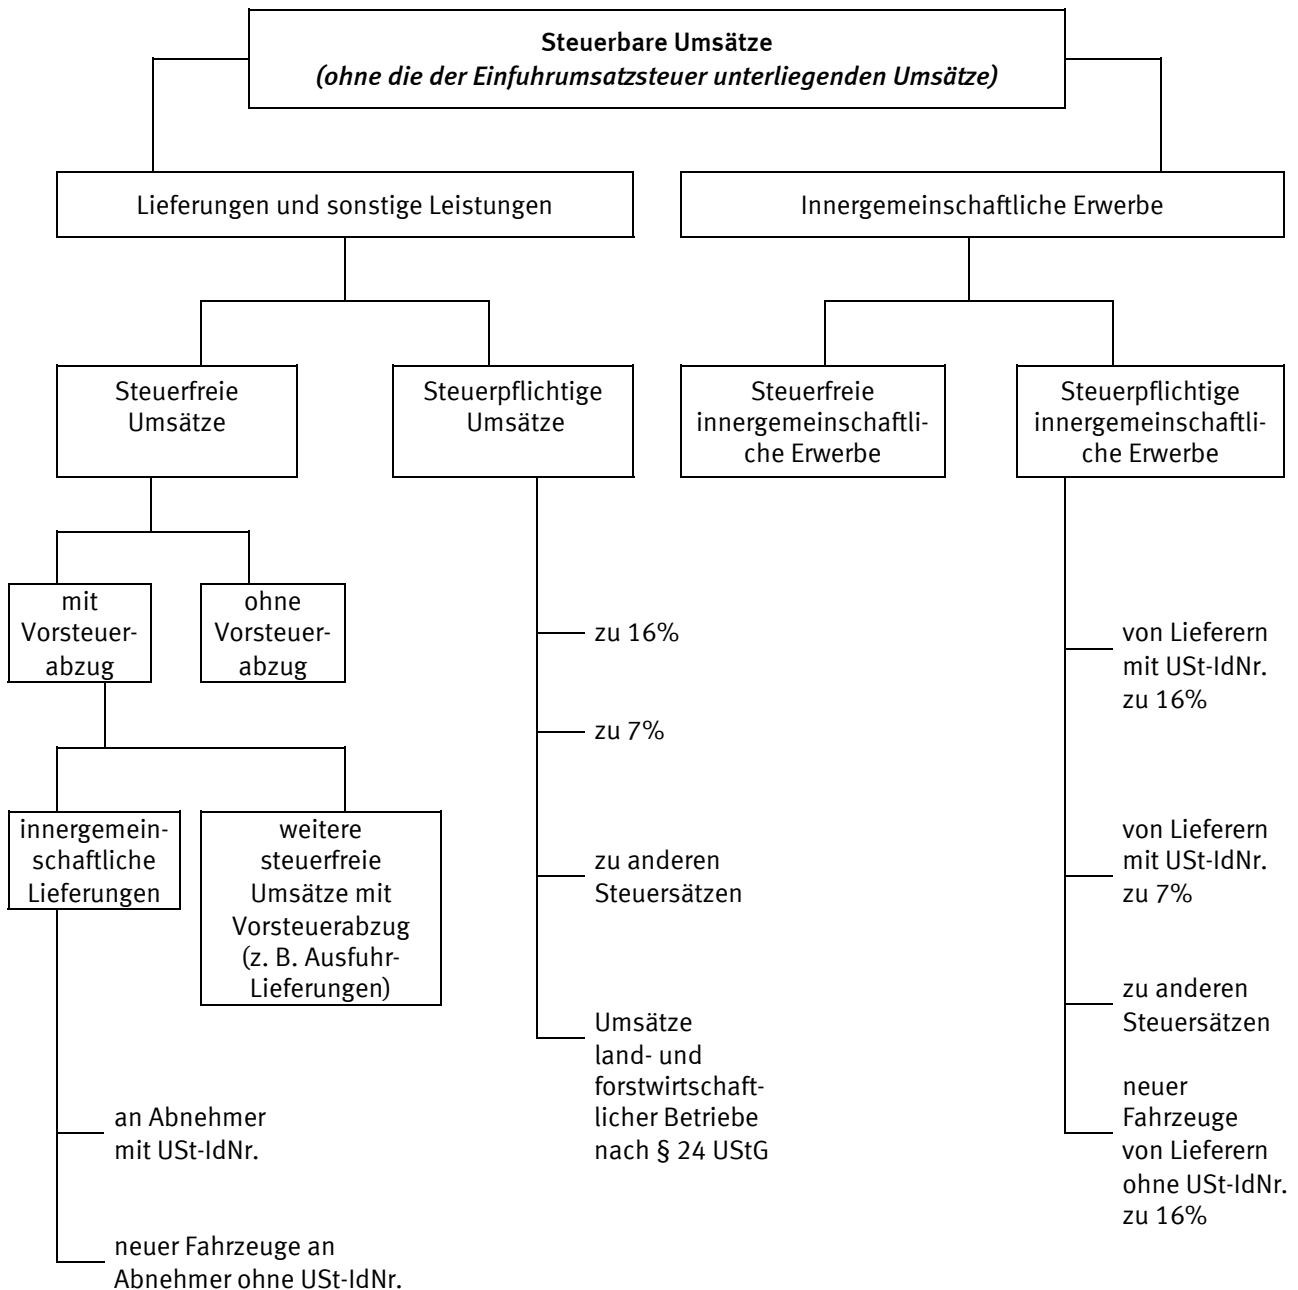 Steuerbare Umsätze
(ohne die der Einfuhrumsatzsteuer unterliegenden Umsätze)
Lieferungen und sonstige Leistungen
Innergemeinschaftliche Erwerbe
Steuerfreie
Umsätze
Steuerpflichtige
Umsätze
Steuerfreie
innergemeinschaftli-
che Erwerbe
Steuerpflichtige
innergemeinschaftli-
che Erwerbe
mit
Vorsteuer-
abzug
ohne
Vorsteuer-
abzug
innergemein-
schaftliche
Lieferungen
weitere
steuerfreie
Umsätze mit
Vorsteuerabzug
(z. B. Ausfuhr-
Lieferungen)
an Abnehmer
mit USt-IdNr.
neuer Fahrzeuge an
Abnehmer ohne USt-IdNr.
zu 16%
zu 7%
zu anderen
Steuersätzen
Umsätze
land- und
forstwirtschaft-
licher Betriebe
nach § 24 UStG
von Lieferern
mit USt-IdNr.
zu 16%
von Lieferern
mit USt-IdNr.
zu 7%
zu anderen
Steuersätzen
neuer
Fahrzeuge
von Lieferern
ohne USt-IdNr.
zu 16%